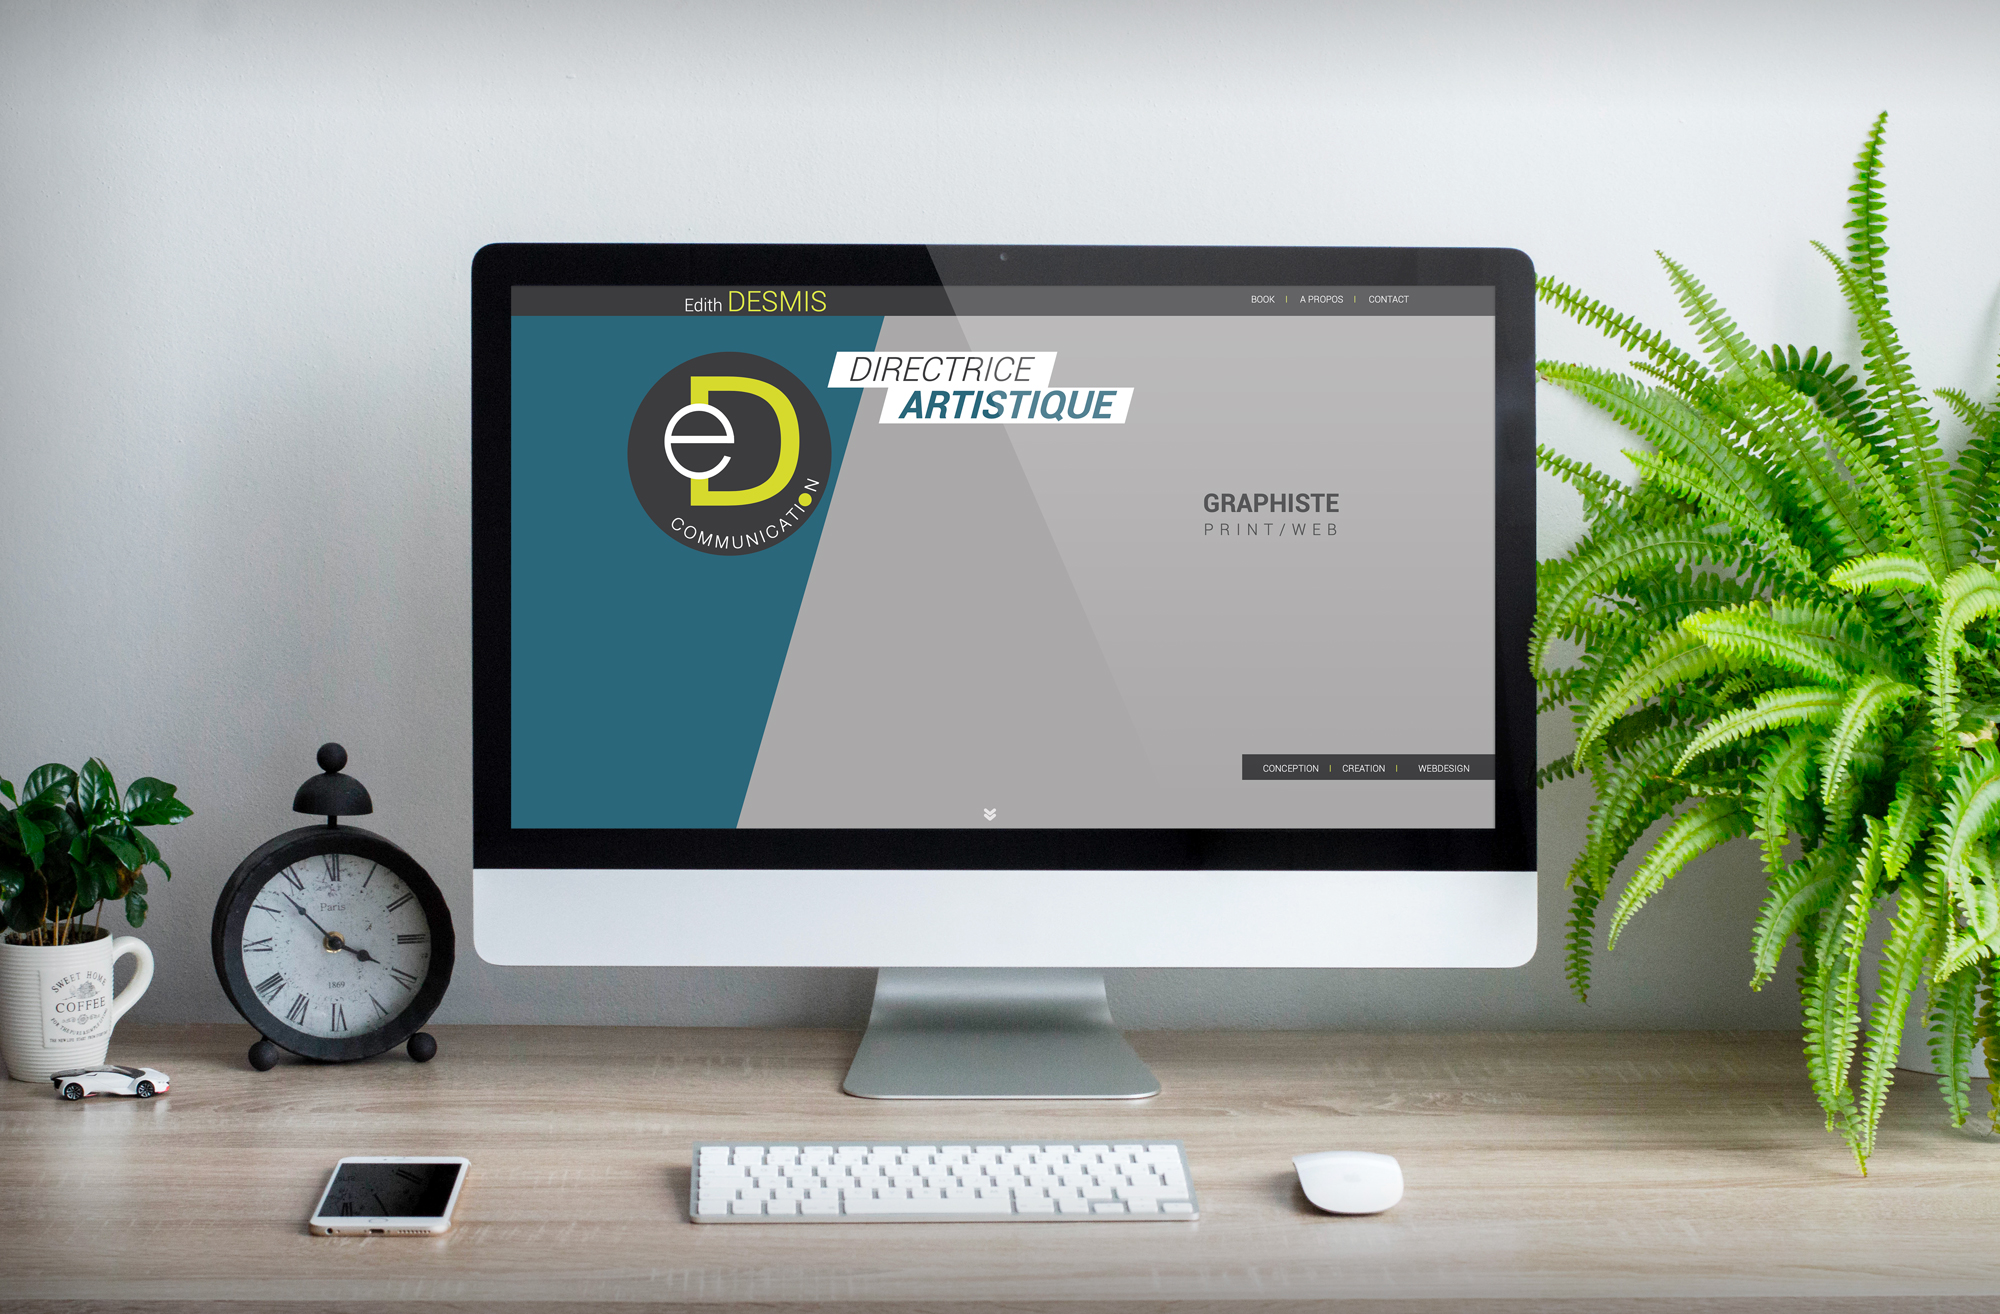 Edith DESMIS
BOOK | A PROPOS | CONTACT
DIRECTRICE
ARTISTIQUE
eD
COMMUNICATION
GRAPHISTE
PRINT/WEB
CONCEPTION | CREATION | WEBDESIGN
Paris
1869
SWEET HOME
COFFEE